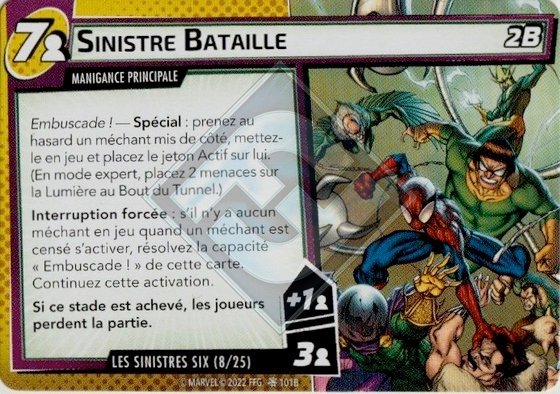 7
SINISTRE BATAILLE
2B
MANIGANCE PRINCIPALE
Embuscade ! — Spécial : prenez au
hasard un méchant mis de côté, mettez-
le en jeu et placez le jeton Actif sur lui.
(En mode expert, placez 2 menaces sur
la Lumière au Bout du Tunnel.)
Interruption forcée : s'il n'y a aucun
méchant en jeu quand un méchant est
censé s'activer, résolvez la capacité
« Embuscade ! » de cette carte.
Continuez cette activation.
Si ce stade est achevé, les joueurs
perdent la partie.
+1
3
LES SINISTRES SIX (8/25)
© MARVEL © 2022 FFG 101B